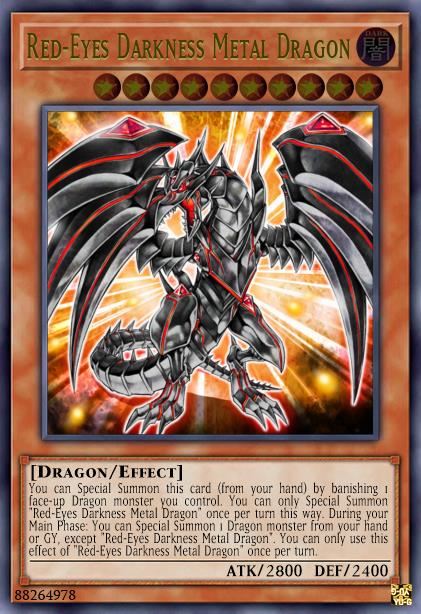 RED-EYES DARKNESS METAL DRAGON
DARK
闇
[DRAGON/EFFECT]
You can Special Summon this card (from your hand) by banishing 1
face-up Dragon monster you control. You can only Special Summon
"Red-Eyes Darkness Metal Dragon" once per turn this way. During your
Main Phase: You can Special Summon 1 Dragon monster from your hand
or GY, except "Red-Eyes Darkness Metal Dragon". You can only use this
effect of "Red-Eyes Darkness Metal Dragon" once per turn.
ATK/2800 DEF/2400
88264978